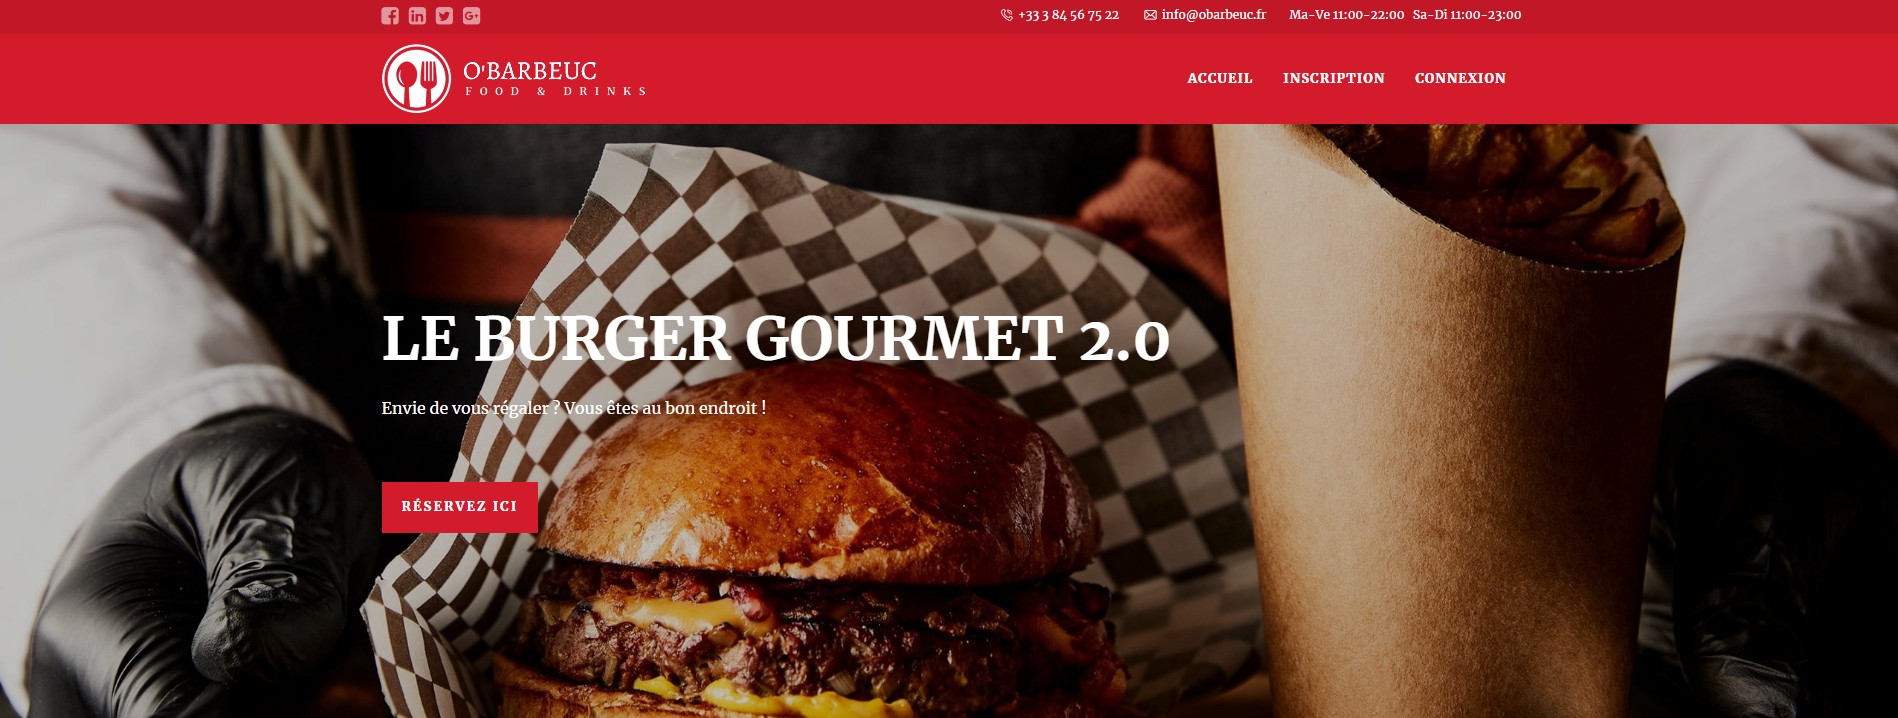 +33 3 84 56 75 22 info@obarbeuc.fr Ma-Ve 11:00-22:00 Sa-Di 11:00-23:00
O'BARBEUC
FOOD & DRINKS
ACCUEIL INSCRIPTION CONNEXION
LE BURGER GOURMET 2.0
Envie de vous régaler ? Vous êtes au bon endroit !
RÉSERVEZ ICI